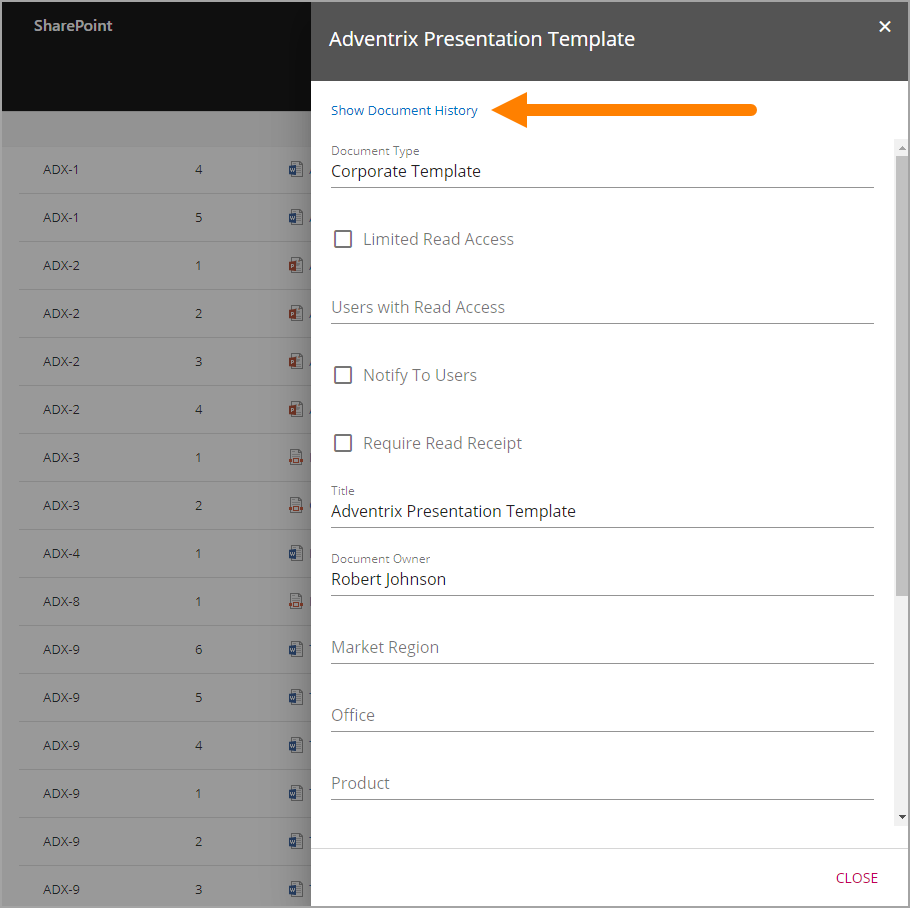 SharePoint
Adventrix Presentation Template
Show Document History
Document Type
Corporate Template
Limited Read Access
Users with Read Access
Notify To Users
Require Read Receipt
Title
Adventrix Presentation Template
Document Owner
Robert Johnson
Market Region
Office
Product
CLOSE
ADX-1 4
ADX-1 5
ADX-2 1
ADX-2 2
ADX-2 3
ADX-2 4
ADX-3 1
ADX-3 2
ADX-4 1
ADX-8 1
ADX-9 6
ADX-9 5
ADX-9 4
ADX-9 1
ADX-9 2
ADX-9 3